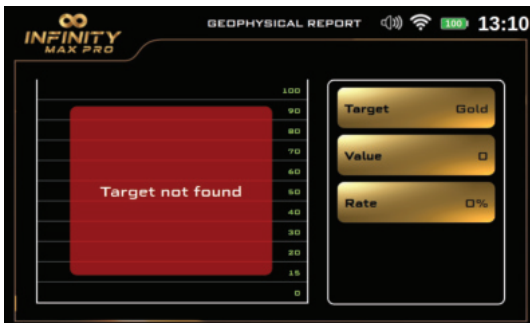 INFINITY
MAX PRO
GEOPHYSICAL REPORT
100
13:10
100
90
80
70
60
50
40
30
20
15
0
Target not found
Target Gold
Value 0
Rate 0%